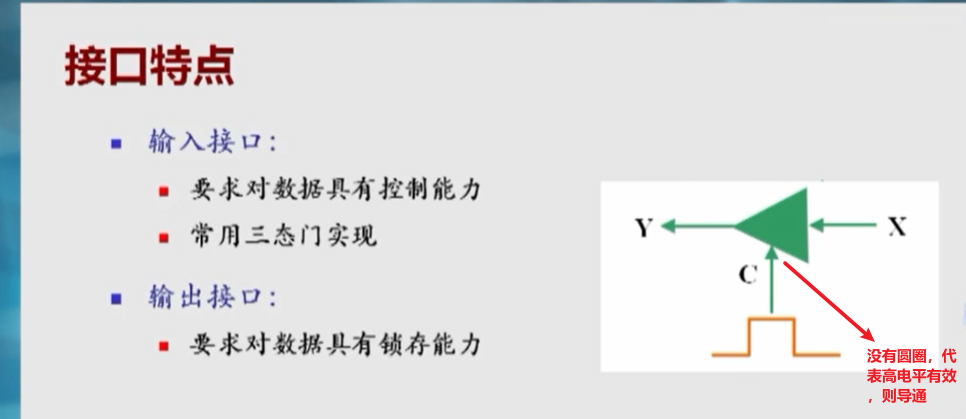 接口特点
输入接口：
要求对数据具有控制能力
常用三态门实现
输出接口：
要求对数据具有锁存能力
Y
X
C
没有圆圈，代
表高电平有效
，则导通